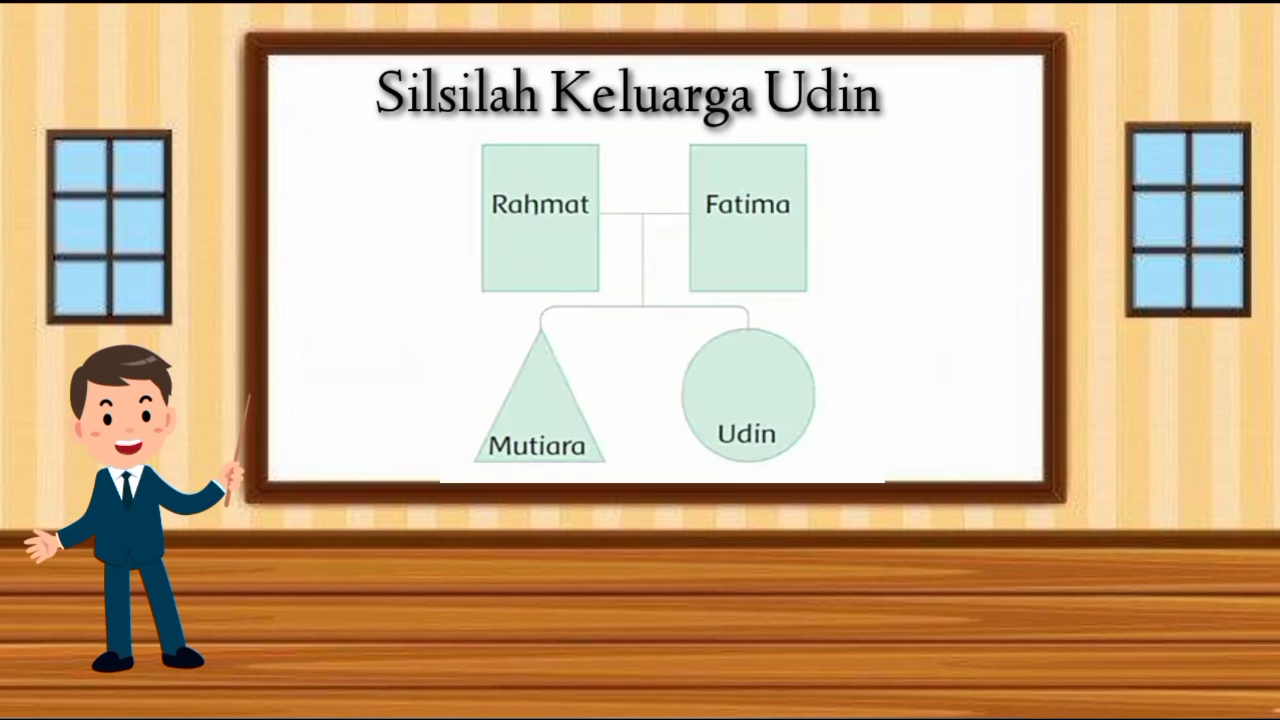 Silsilah Keluarga Udin
Rahmat
Fatima
Mutiara
Udin